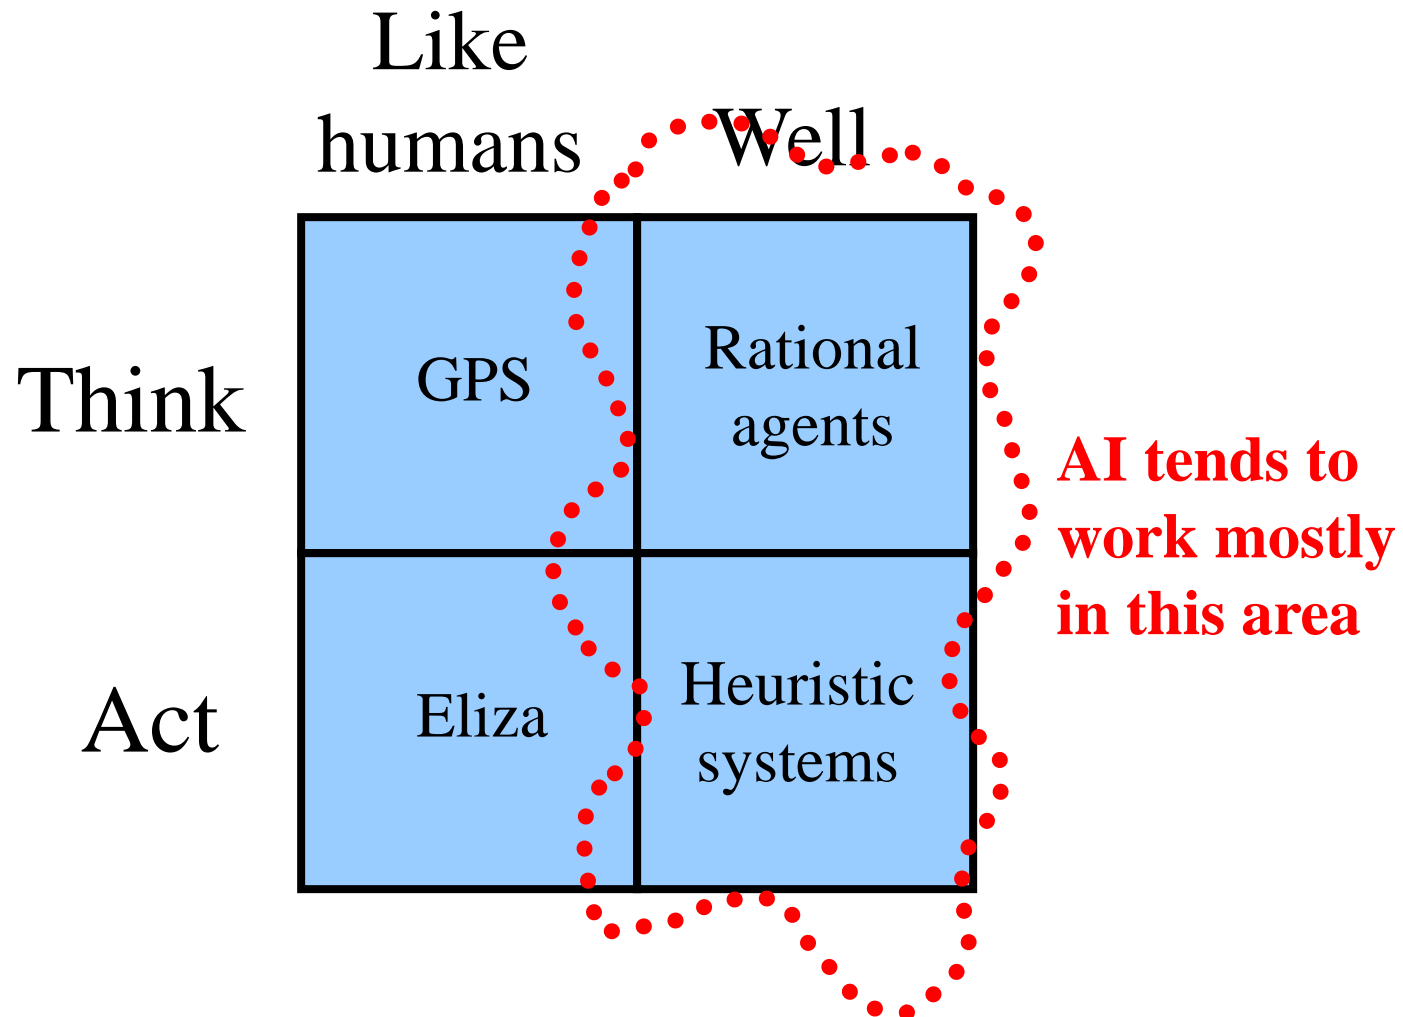 Like
humans
Well
Think
GPS
Rational
agents
AI tends to
work mostly
in this area
Act
Eliza
Heuristic
systems